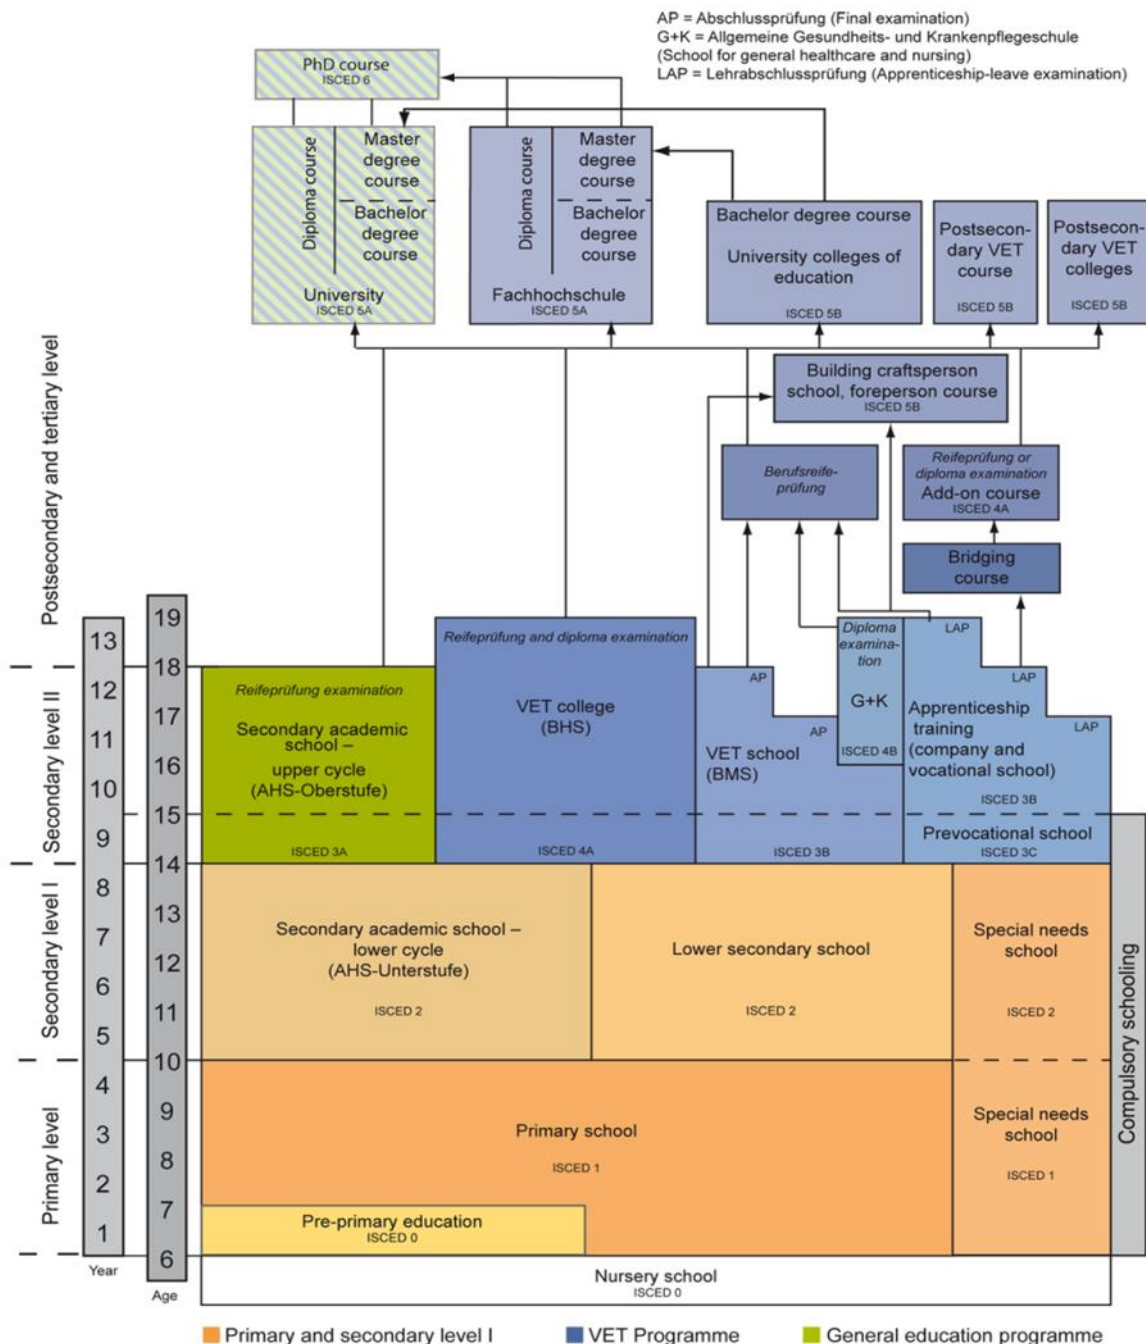 AP = Abschlussprüfung (Final examination)
G+K = Allgemeine Gesundheits- und Krankenpflegeschule
(School for general healthcare and nursing)
LAP = Lehrabschlussprüfung (Apprenticeship-leave examination)
PhD course
ISCED 6
Diploma course
Master
degree
course
Bachelor
degree
course
University
ISCED 5A
Diploma course
Master
degree
course
Bachelor
degree
course
Fachhochschule
ISCED 5A
Bachelor degree course
University colleges of
education
ISCED 5B
Postsecon-
dary VET
course
ISCED 5B
Postsecon-
dary VET
colleges
ISCED 5B
Building craftsperson
school, foreperson course
ISCED 5B
Berufsreife-
prüfung
Reifeprüfung or
diploma examination
Add-on course
ISCED 4A
Bridging
course
Postsecondary and tertiary level
Secondary level II
Secondary level I
Primary level
13
12
11
10
9
8
7
6
5
4
3
2
1
Year
19
18
17
16
15
14
13
12
11
10
9
8
7
6
Age
Reifeprüfung examination
Secondary academic
school –
upper cycle
(AHS-Oberstufe)
ISCED 3A
Reifeprüfung and diploma examination
VET college
(BHS)
ISCED 4A
AP
AP
VET school
(BMS)
ISCED 3B
Diploma
examina-
tion
G+K
ISCED 4B
LAP
LAP
LAP
Apprenticeship
training
(company and
vocational school)
ISCED 3B
Prevocational school
ISCED 3C
Secondary academic school –
lower cycle
(AHS-Unterstufe)
ISCED 2
Lower secondary school
ISCED 2
Special needs
school
ISCED 2
Primary school
ISCED 1
Special needs
school
ISCED 1
Pre-primary education
ISCED 0
Nursery school
ISCED 0
Compulsory schooling
Primary and secondary level I
VET Programme
General education programme